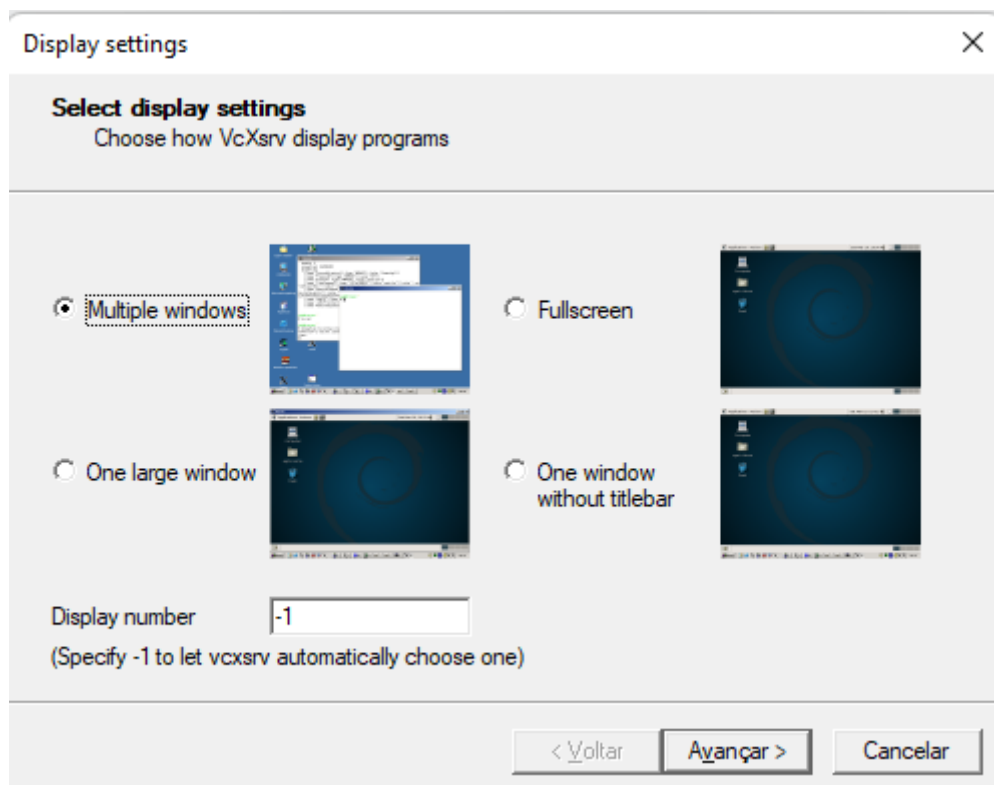 Display settings
Select display settings
Choose how VcXsrv display programs
Multiple windows
Fullscreen
One large window
One window
without titlebar
Display number
-1
(Specify -1 to let vcxsrv automatically choose one)
< Voltar
Avançar >
Cancelar